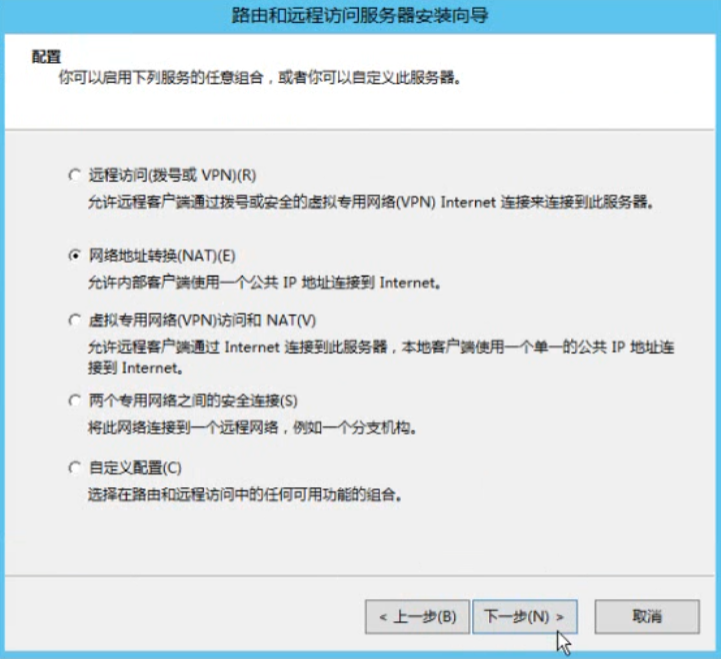 路由和远程访问服务器安装向导
配置
你可以启用下列服务的任意组合，或者你可以自定义此服务器。
远程访问(拨号或 VPN)(R)
允许远程客户端通过拨号或安全的虚拟专用网络(VPN) Internet 连接来连接到此服务器。
网络地址转换(NAT)(E)
允许内部客户端使用一个公共 IP 地址连接到 Internet。
虚拟专用网络(VPN)访问和 NAT(V)
允许远程客户端通过 Internet 连接到此服务器，本地客户端使用一个单一的公共 IP 地址连
接到 Internet。
两个专用网络之间的安全连接(S)
将此网络连接到一个远程网络，例如一个分支机构。
自定义配置(C)
选择在路由和远程访问中的任何可用功能的组合。
< 上一步(B) 下一步(N) > 取消